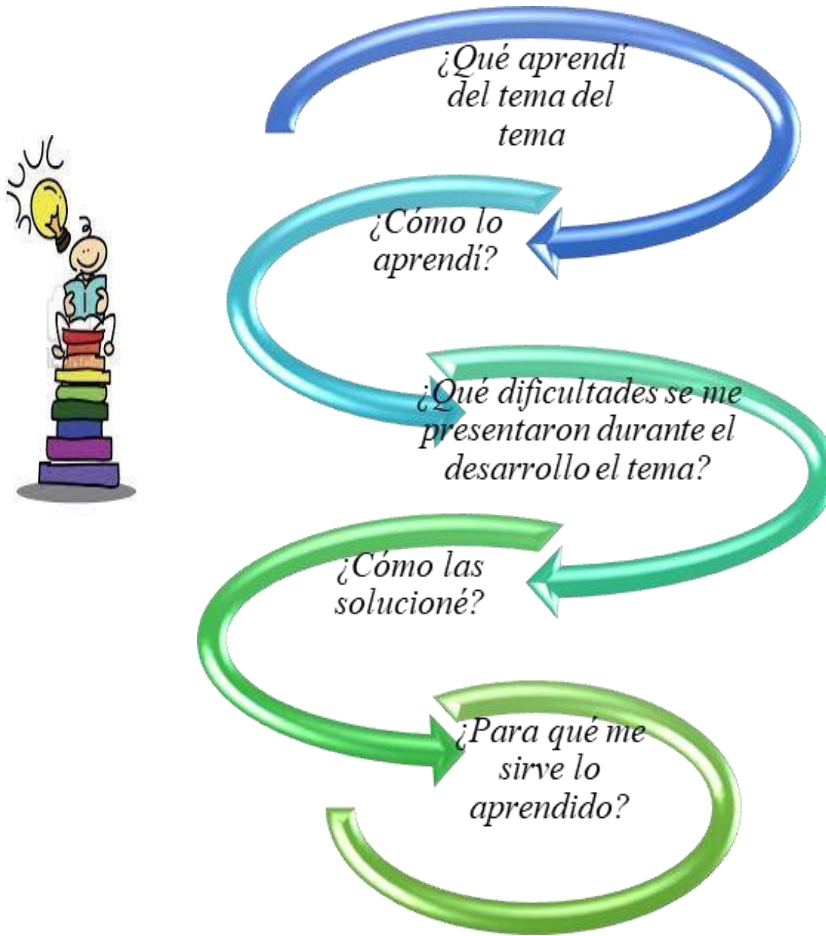 ¿Qué aprendí
del tema del
tema
¿Cómo lo
aprendí?
¿Qué dificultades se me
presentaron durante el
desarrollo el tema?
¿Cómo las
solucioné?
¿Para qué me
sirve lo
aprendido?